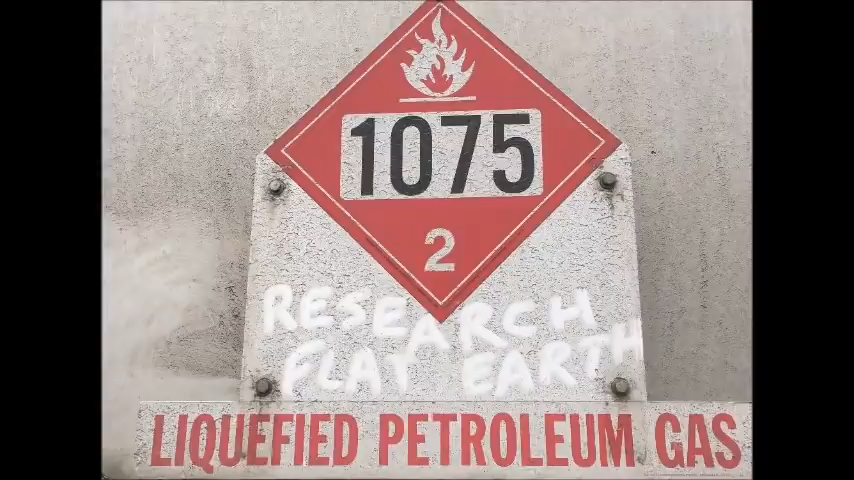 1075
2
RESEARCH
FLAT EARTH
LIQUEFIED PETROLEUM GAS